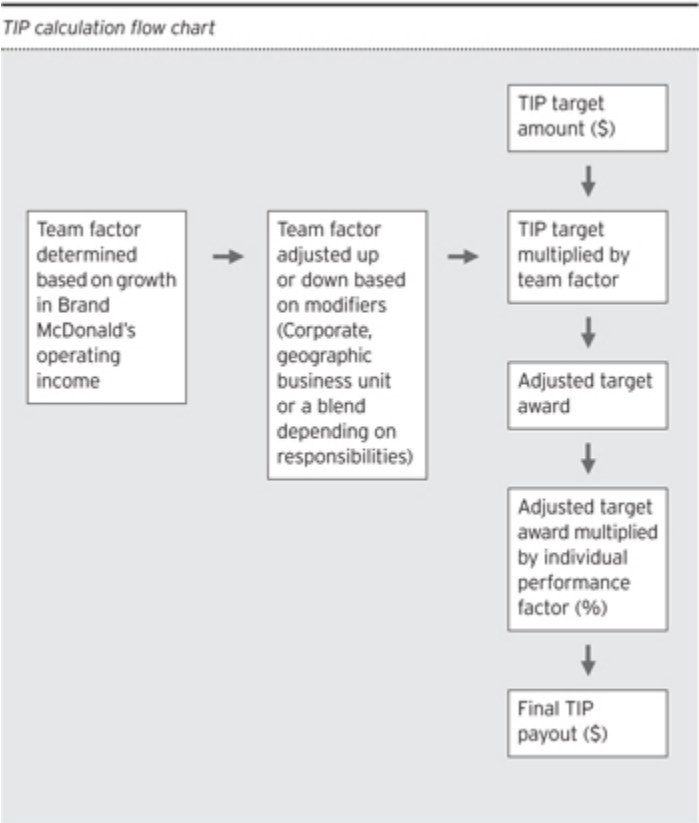 TIP calculation flow chart
TIP target
amount ($)
Team factor
determined
based on growth
in Brand
McDonald's
operating
income
Team factor
adjusted up
or down based
on modifiers
(Corporate,
geographic
business unit
or a blend
depending on
responsibilities)
TIP target
multiplied by
team factor
Adjusted target
award
Adjusted target
award multiplied
by individual
performance
factor (%)
Final TIP
payout ($)